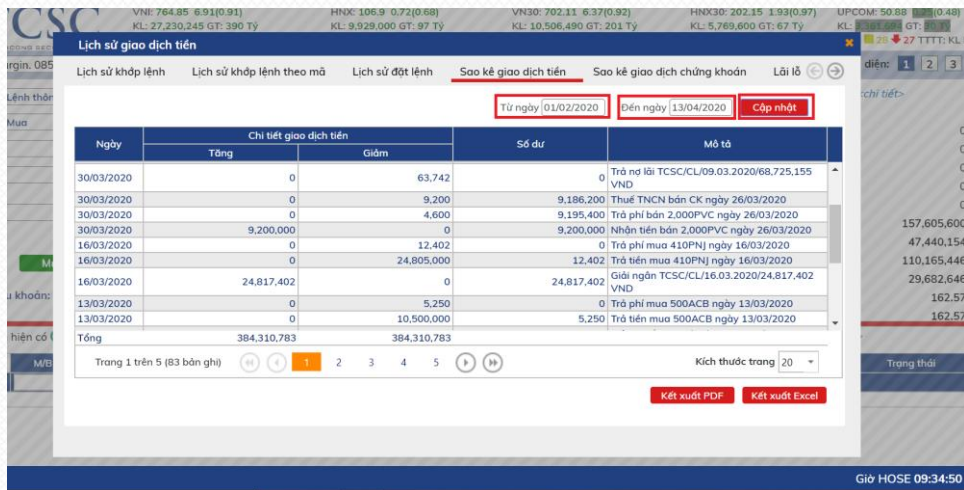 VNI: 764.85 6.91(0.91) HNX: 106.9 0.72(0.68) VN30: 702.11 6.37(0.92) HNX30: 202.15 1.93(0.97) UPCOM: 50.88 0.25(0.48)
KL: 27,230,245 GT: 390 Tỷ KL: 9,929,000 GT: 97 Tỷ KL: 10,506,490 GT: 201 Tỷ KL: 5,769,600 GT: 67 Tỷ KL: GT:
CSC
Lịch sử giao dịch tiền
27 TTTT: KL
argin. 085
Lịch sử khớp lệnh Lịch sử khớp lệnh theo mã Lịch sử đặt lệnh Sao kê giao dịch tiền Sao kê giao dịch chứng khoán Lãi lỗ
diện: 1 2 3
Lệnh thôn
chi tiết>
Từ ngày 01/02/2020 Đến ngày 13/04/2020 Cập nhật
Mua
Ngày Chi tiết giao dịch tiền Số dư Mô tả
Tăng Giảm
30/03/2020 0 63,742 0 Trả nợ lãi TCSC/CL/09.03.2020/68,725,155
VND
30/03/2020 0 9,200 9,186,200 Thuế TNCN bán CK ngày 26/03/2020
30/03/2020 0 4,600 9,195,400 Trả phí bán 2,000PVC ngày 26/03/2020
30/03/2020 9,200,000 0 9,200,000 Nhận tiền bán 2,000PVC ngày 26/03/2020
16/03/2020 0 12,402 0 Trả phí mua 410PNJ ngày 16/03/2020
16/03/2020 0 24,805,000 12,402 Trả tiền mua 410PNJ ngày 16/03/2020
16/03/2020 24,817,402 0 24,817,402 Giải ngân TCSC/CL/16.03.2020/24,817,402
VND
13/03/2020 0 5,250 0 Trả phí mua 500ACB ngày 13/03/2020
13/03/2020 0 10,500,000 5,250 Trả tiền mua 500ACB ngày 13/03/2020
Tổng 384,310,783 384,310,783
157,605,600
47,440,154
110,165,446
29,682,646
162.57
162.57
M
u khoản:
hiện có
Trang 1 trên 5 (83 bản ghi) 1 2 3 4 5 Kích thước trang 20
M/B
Trạng thái
Kết xuất PDF Kết xuất Excel
Giờ HOSE 09:34:50